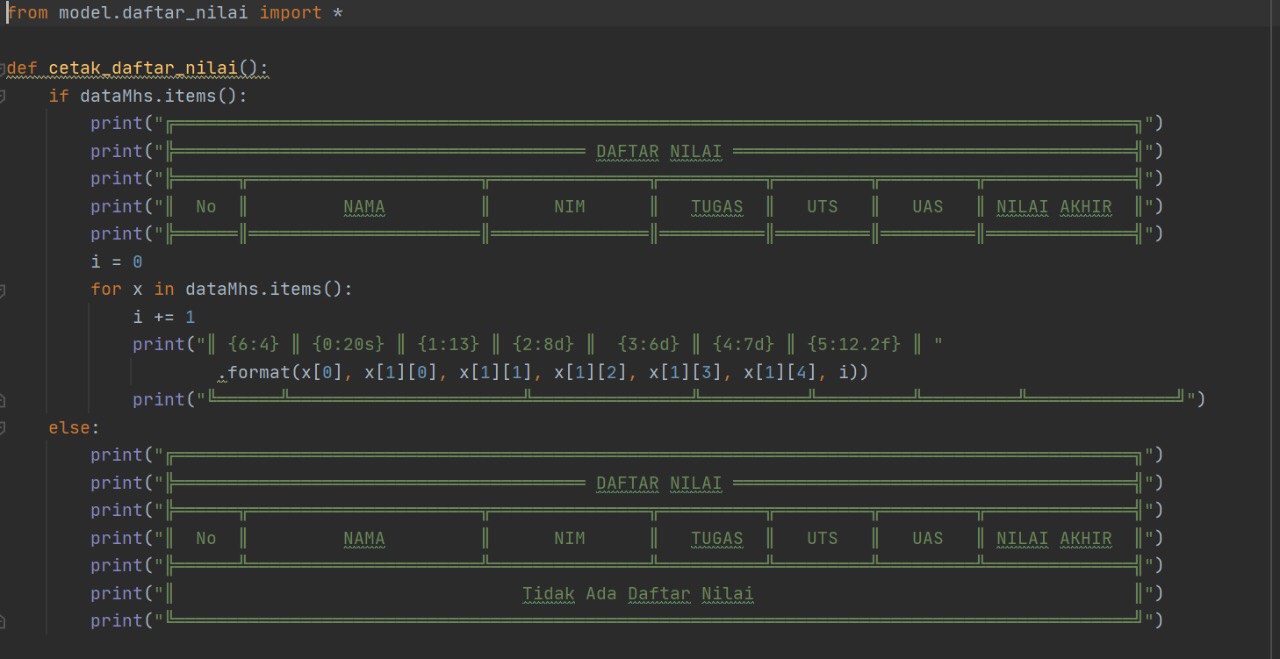 from model.daftar_nilai import *
def cetak_daftar_nilai():
    if dataMhs.items():
        print("╔═══════════════════════════════════════════════════════════════════════════════════════════╗")
        print("╠═══════════════════════════════════════ DAFTAR NILAI ══════════════════════════════════════╣")
        print("╠══════╦══════════════════════╦═══════════════╦══════════╦═════════╦═════════╦══════════════╣")
        print("║  No  ║         NAMA         ║      NIM      ║   TUGAS  ║   UTS   ║   UAS   ║ NILAI AKHIR  ║")
        print("╠══════║══════════════════════║═══════════════║══════════║═════════║═════════║══════════════╣")
        i = 0
        for x in dataMhs.items():
            i += 1
            print("║ {6:4} ║ {0:20s} ║ {1:13} ║ {2:8d} ║  {3:6d} ║ {4:7d} ║ {5:12.2f} ║ "
                    .format(x[0], x[1][0], x[1][1], x[1][2], x[1][3], x[1][4], i))
            print("╚══════╩══════════════════════╩═══════════════╩══════════╩═════════╩═════════╩══════════════╝")
    else:
        print("╔═══════════════════════════════════════════════════════════════════════════════════════════╗")
        print("╠═══════════════════════════════════════ DAFTAR NILAI ══════════════════════════════════════╣")
        print("╠══════╦══════════════════════╦═══════════════╦══════════╦═════════╦═════════╦══════════════╣")
        print("║  No  ║         NAMA         ║      NIM      ║   TUGAS  ║   UTS   ║   UAS   ║ NILAI AKHIR  ║")
        print("╠══════╩══════════════════════╩═══════════════╩══════════╩═════════╩═════════╩══════════════╣")
        print("║                                 Tidak Ada Daftar Nilai                                    ║")
        print("╚═══════════════════════════════════════════════════════════════════════════════════════════╝")